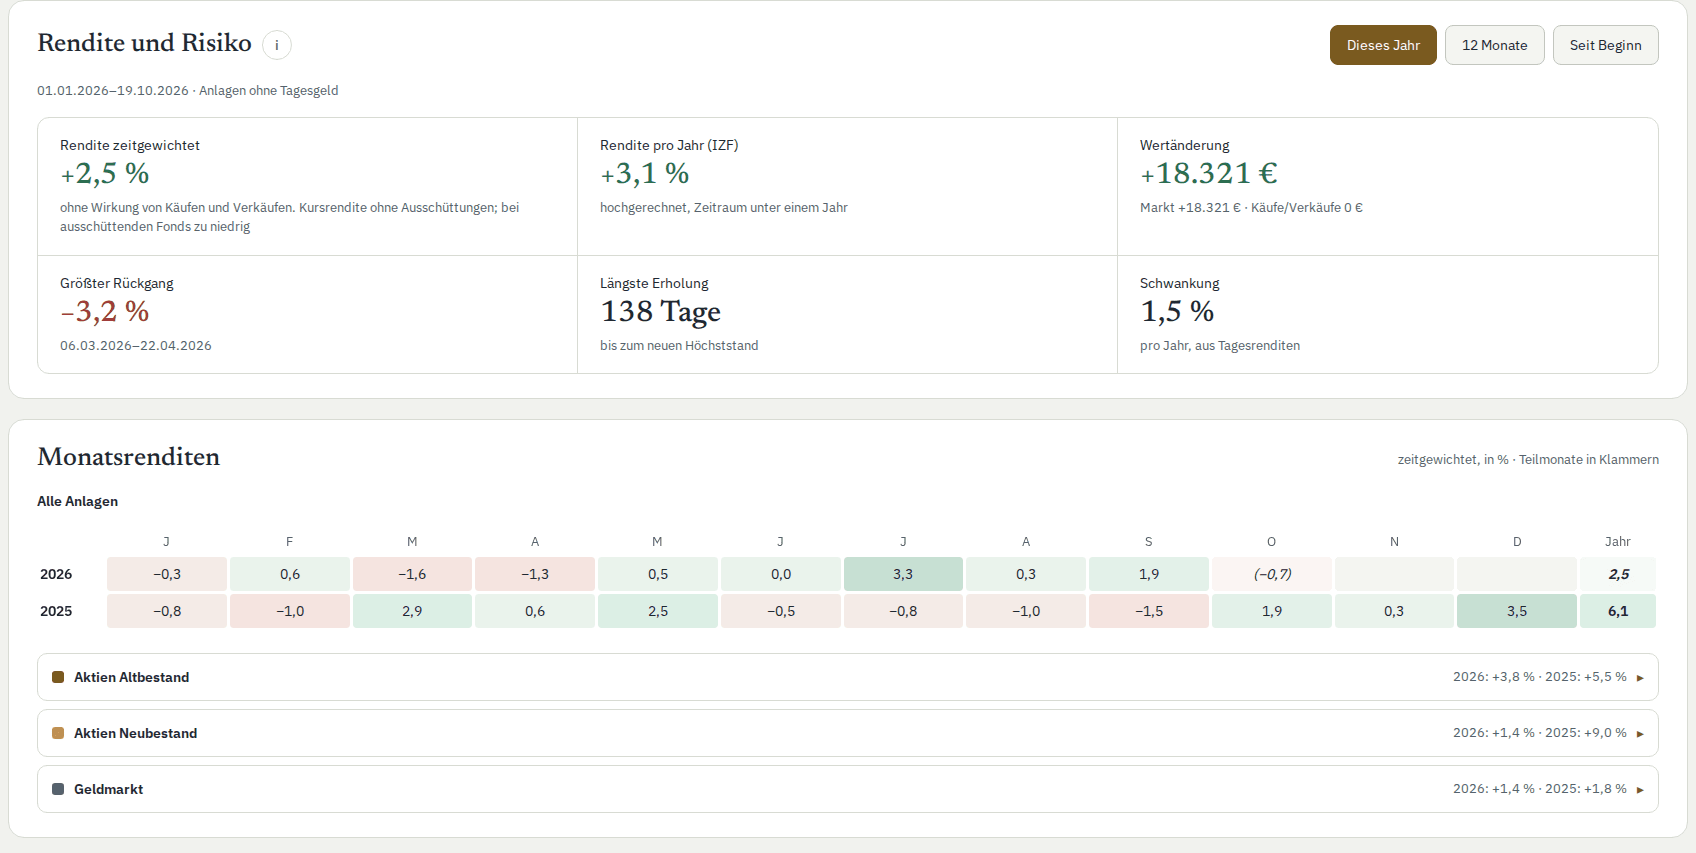 Rendite und Risiko i
Dieses Jahr 12 Monate Seit Beginn
01.01.2026–19.10.2026 · Anlagen ohne Tagesgeld
Rendite zeitgewichtet
+2,5 %
ohne Wirkung von Käufen und Verkäufen. Kursrendite ohne Ausschüttungen; bei
ausschüttenden Fonds zu niedrig
Rendite pro Jahr (IZF)
+3,1 %
hochgerechnet, Zeitraum unter einem Jahr
Wertänderung
+18.321 €
Markt +18.321 € · Käufe/Verkäufe 0 €
Größter Rückgang
−3,2 %
06.03.2026–22.04.2026
Längste Erholung
138 Tage
bis zum neuen Höchststand
Schwankung
1,5 %
pro Jahr, aus Tagesrenditen
Monatsrenditen
zeitgewichtet, in % · Teilmonate in Klammern
Alle Anlagen
J F M A M J J A S O N D Jahr
2026 −0,3 0,6 −1,6 −1,3 0,5 0,0 3,3 0,3 1,9 (−0,7) 2,5
2025 −0,8 −1,0 2,9 0,6 2,5 −0,5 −0,8 −1,0 −1,5 1,9 0,3 3,5 6,1
Aktien Altbestand 2026: +3,8 % · 2025: +5,5 % ▸
Aktien Neubestand 2026: +1,4 % · 2025: +9,0 % ▸
Geldmarkt 2026: +1,4 % · 2025: +1,8 % ▸